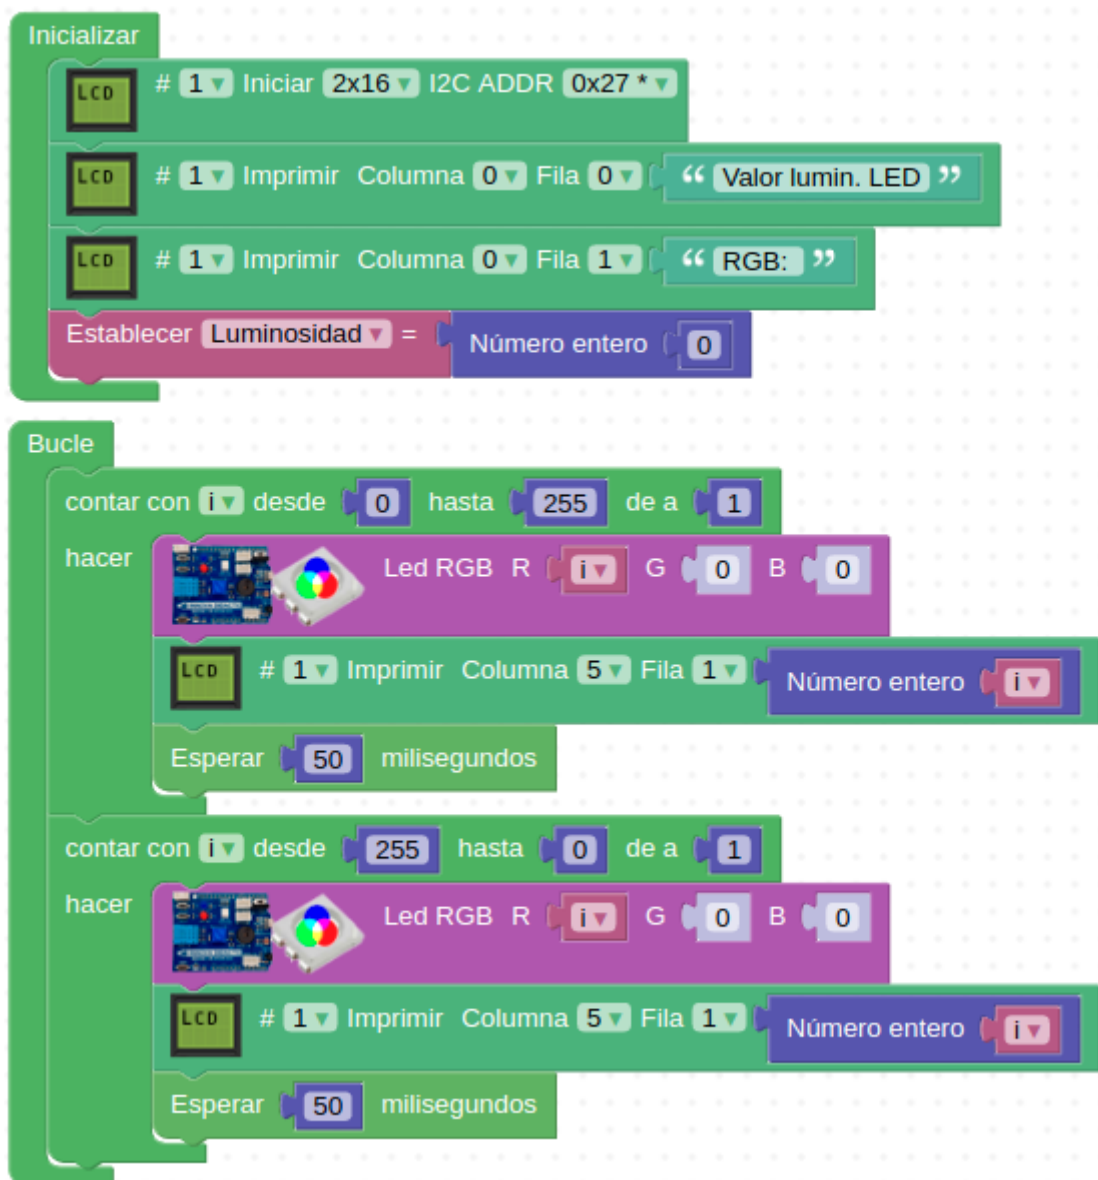 Inicializar
LCD # 1 Iniciar 2x16 I2C ADDR 0x27 *
LCD # 1 Imprimir Columna 0 Fila 0 “ Valor lumin. LED ”
LCD # 1 Imprimir Columna 0 Fila 1 “ RGB: ”
Establecer Luminosidad = Número entero 0
Bucle
contar con i desde 0 hasta 255 de a 1
hacer Led RGB R i G 0 B 0
LCD # 1 Imprimir Columna 5 Fila 1 Número entero i
Esperar 50 milisegundos
contar con i desde 255 hasta 0 de a 1
hacer Led RGB R i G 0 B 0
LCD # 1 Imprimir Columna 5 Fila 1 Número entero i
Esperar 50 milisegundos